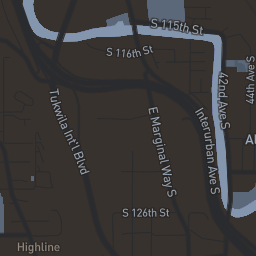 S 115th St
S 116th St
42nd Ave S
44th Ave S
Tukwila Int'l Blvd
E Marginal Way S
Interurban Ave S
S 126th St
Highline